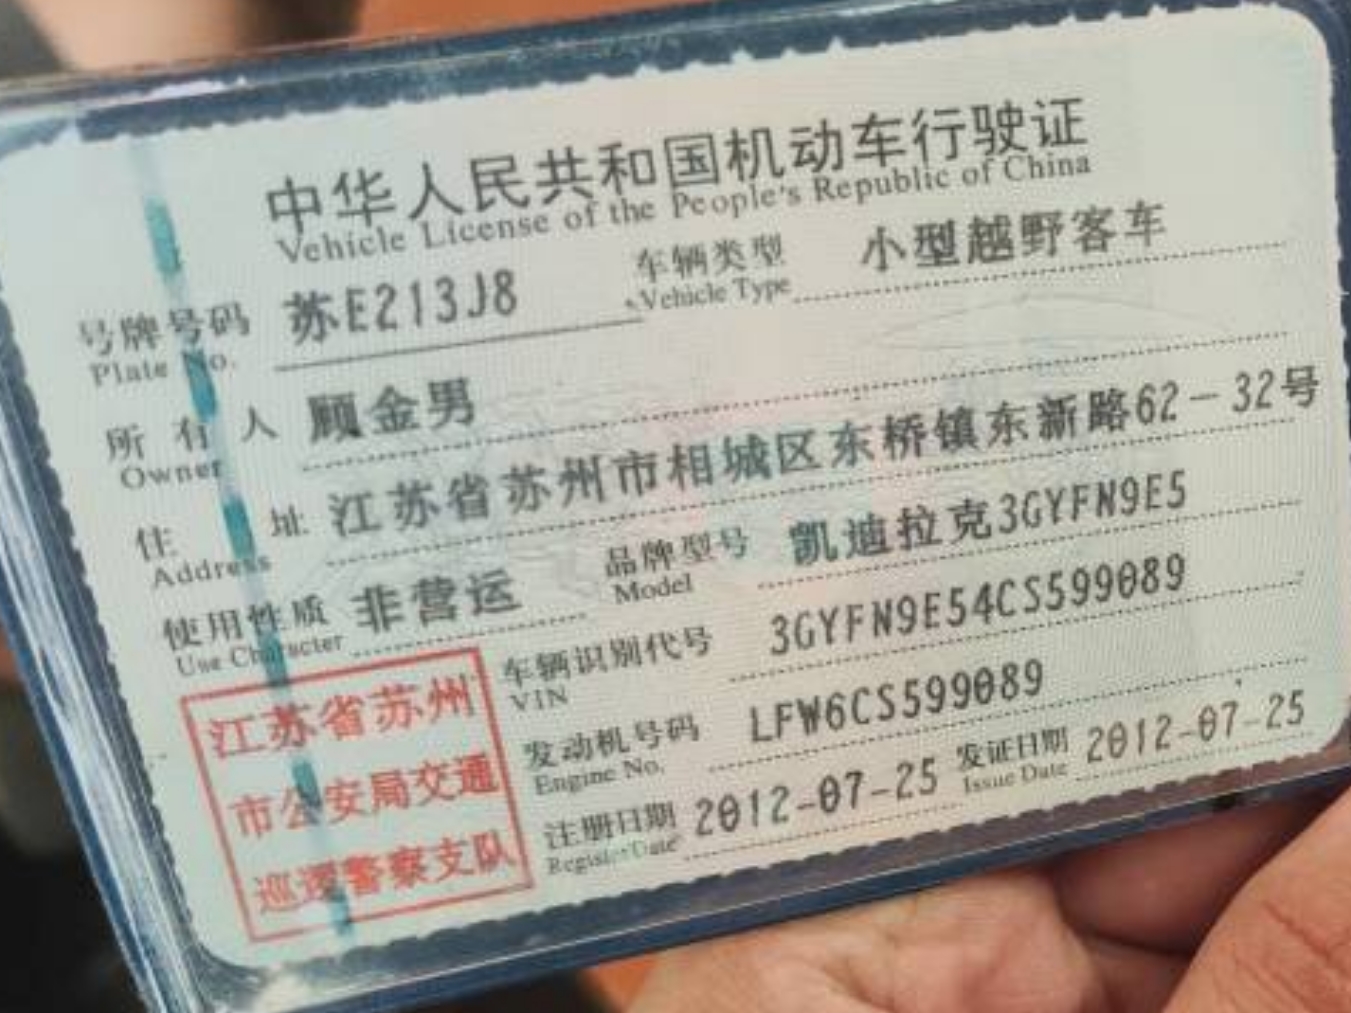 中华人民共和国机动车行驶证
Vehicle License of the People's Republic of China
号牌号码 苏E213J8 车辆类型 小型越野客车
Plate No. Vehicle Type
所有人 顾金男
Owner
住址 江苏省苏州市相城区东桥镇东新路62-32号
Address
使用性质 非营运 品牌型号 凯迪拉克3GYFN9E5
Use Character Model
车辆识别代号 3GYFN9E54CS599089
VIN
发动机号码 LFW6CS599089
Engine No.
注册日期 2012-07-25 发证日期 2012-07-25
Register Date Issue Date
江苏省苏州
市公安局交通
巡逻警察支队